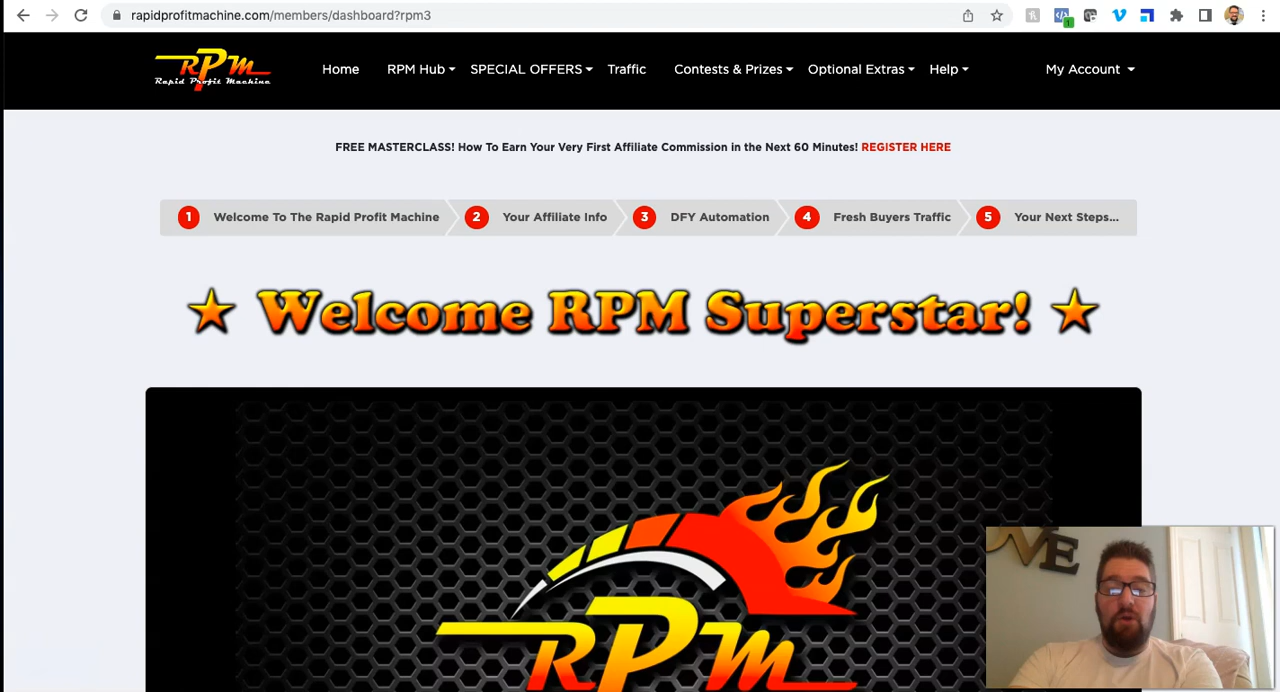 rapidprofitmachine.com/members/dashboard?rpm3
1
RPM
Rapid Profit Machine
Home
RPM Hub
SPECIAL OFFERS
Traffic
Contests & Prizes
Optional Extras
Help
My Account
FREE MASTERCLASS! How To Earn Your Very First Affiliate Commission in the Next 60 Minutes! REGISTER HERE
1 Welcome To The Rapid Profit Machine
2 Your Affiliate Info
3 DFY Automation
4 Fresh Buyers Traffic
5 Your Next Steps...
Welcome RPM Superstar!
RPM